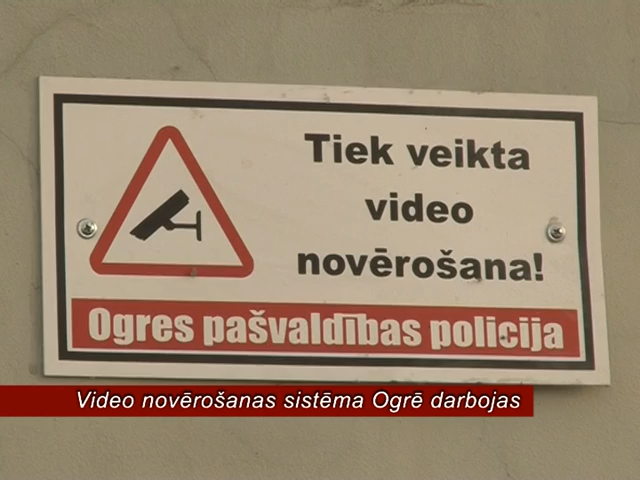 Tiek veikta
video
novērošana!
Ogres pašvaldības policija
Video novērošanas sistēma Ogrē darbojas